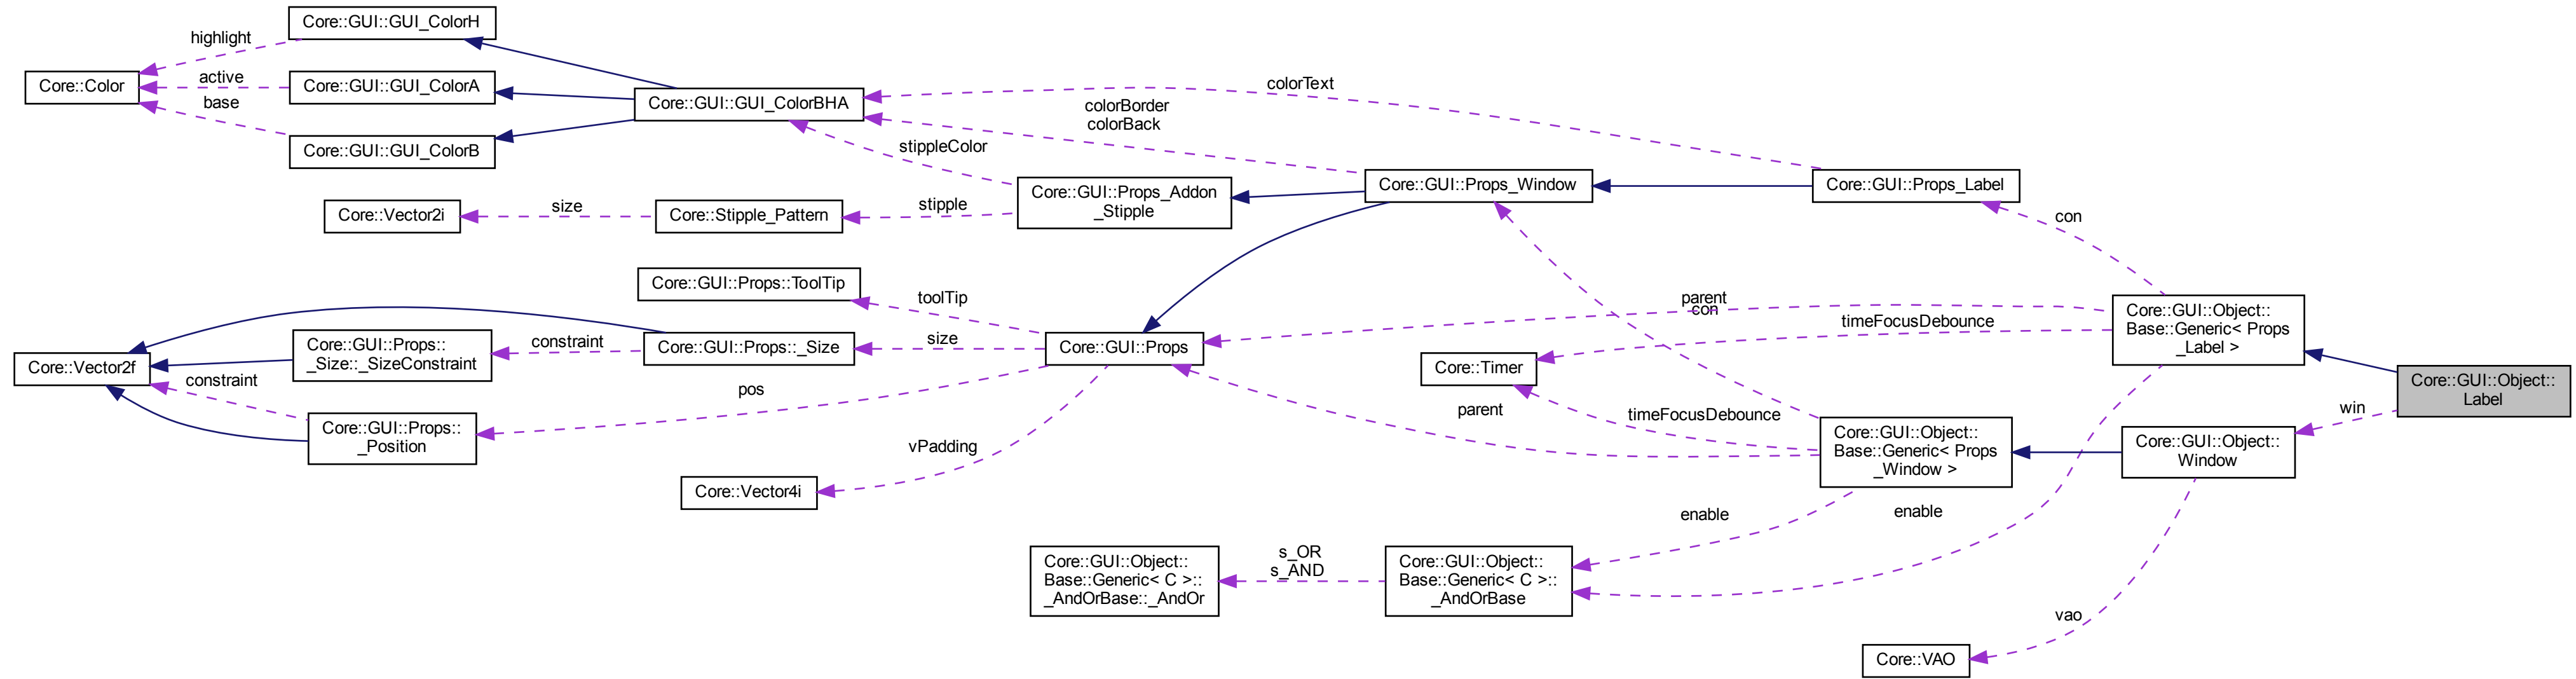 Core::GUI::GUI_ColorH
highlight
Core::Color
active
Core::GUI::GUI_ColorA
base
Core::GUI::GUI_ColorB
Core::GUI::GUI_ColorBHA
colorText
colorBorder
colorBack
stippleColor
Core::Vector2i
size
Core::Stipple_Pattern
stipple
Core::GUI::Props_Addon
_Stipple
Core::GUI::Props_Window
Core::GUI::Props_Label
con
Core::GUI::Props::ToolTip
toolTip
parent
con
Core::GUI::Object::
Base::Generic< Props
_Label >
timeFocusDebounce
Core::Vector2f
Core::GUI::Props::
_Size::_SizeConstraint
constraint
Core::GUI::Props::_Size
size
Core::GUI::Props
Core::Timer
constraint
pos
Core::GUI::Props::
_Position
parent
timeFocusDebounce
Core::GUI::Object::
Label
win
Core::GUI::Object::
Base::Generic< Props
_Window >
Core::GUI::Object::
Window
vPadding
Core::Vector4i
enable
enable
Core::GUI::Object::
Base::Generic< C >::
_AndOrBase::_AndOr
s_OR
s_AND
Core::GUI::Object::
Base::Generic< C >::
_AndOrBase
vao
Core::VAO